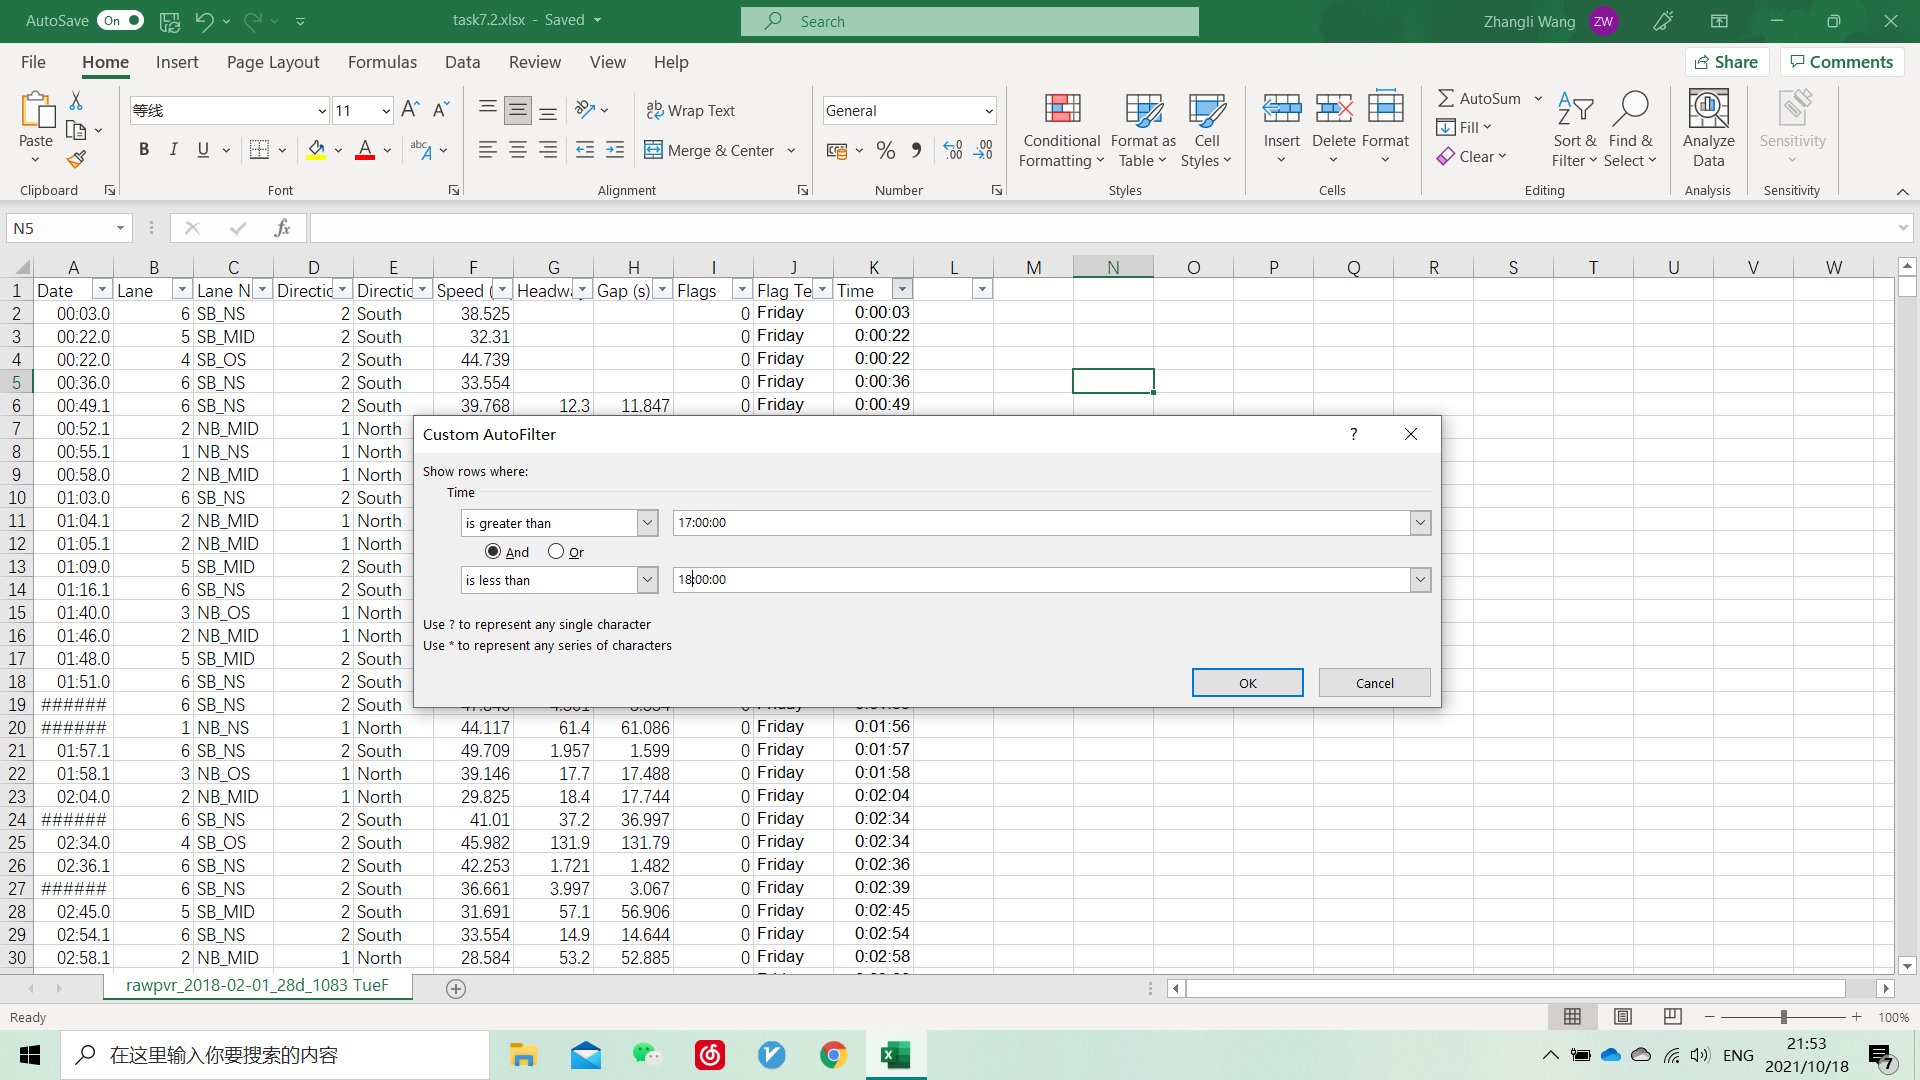 AutoSave On task7.2.xlsx - Saved Search Zhangli Wang ZW
File Home Insert Page Layout Formulas Data Review View Help Share Comments
等线 11 Wrap Text General AutoSum
Paste Conditional Format as Cell Insert Delete Format Fill Sort & Find & Analyze Sensitivity
B I U Merge & Center Formatting Table Styles Clear Filter Select Data
Clipboard Font Alignment Number Styles Cells Editing Analysis Sensitivity
N5 fx
A B C D E F G H I J K L M N O P Q R S T U V W
1 Date Lane Lane N Directic Directic Speed ( Headwa Gap (s) Flags Flag Te Time
2 00:03.0 6 SB_NS 2 South 38.525 0 Friday 0:00:03
3 00:22.0 5 SB_MID 2 South 32.31 0 Friday 0:00:22
4 00:22.0 4 SB_OS 2 South 44.739 0 Friday 0:00:22
5 00:36.0 6 SB_NS 2 South 33.554 0 Friday 0:00:36
6 00:49.1 6 SB_NS 2 South 39.768 12.3 11.847 0 Friday 0:00:49
7 00:52.1 2 NB_MID 1 North
8 00:55.1 1 NB_NS 1 North
9 00:58.0 2 NB_MID 1 North
10 01:03.0 6 SB_NS 2 South
11 01:04.1 2 NB_MID 1 North
12 01:05.1 2 NB_MID 1 North
13 01:09.0 5 SB_MID 2 South
14 01:16.1 6 SB_NS 2 South
15 01:40.0 3 NB_OS 1 North
16 01:46.0 2 NB_MID 1 North
17 01:48.0 5 SB_MID 2 South
18 01:51.0 6 SB_NS 2 South
19 ###### 6 SB_NS 2 South
20 ###### 1 NB_NS 1 North 44.117 61.4 61.086 0 Friday 0:01:56
21 01:57.1 6 SB_NS 2 South 49.709 1.957 1.599 0 Friday 0:01:57
22 01:58.1 3 NB_OS 1 North 39.146 17.7 17.488 0 Friday 0:01:58
23 02:04.0 2 NB_MID 1 North 29.825 18.4 17.744 0 Friday 0:02:04
24 ###### 6 SB_NS 2 South 41.01 37.2 36.997 0 Friday 0:02:34
25 02:34.0 4 SB_OS 2 South 45.982 131.9 131.79 0 Friday 0:02:34
26 02:36.1 6 SB_NS 2 South 42.253 1.721 1.482 0 Friday 0:02:36
27 ###### 6 SB_NS 2 South 36.661 3.997 3.067 0 Friday 0:02:39
28 02:45.0 5 SB_MID 2 South 31.691 57.1 56.906 0 Friday 0:02:45
29 02:54.1 6 SB_NS 2 South 33.554 14.9 14.644 0 Friday 0:02:54
30 02:58.1 2 NB_MID 1 North 28.584 53.2 52.885 0 Friday 0:02:58
Custom AutoFilter ?
Show rows where:
Time
is greater than 17:00:00
And Or
is less than 18:00:00
Use ? to represent any single character
Use * to represent any series of characters
OK Cancel
rawpvr_2018-02-01_28d_1083 TueF
Ready 100%
在这里输入你要搜索的内容 ENG 21:53
2021/10/18 7